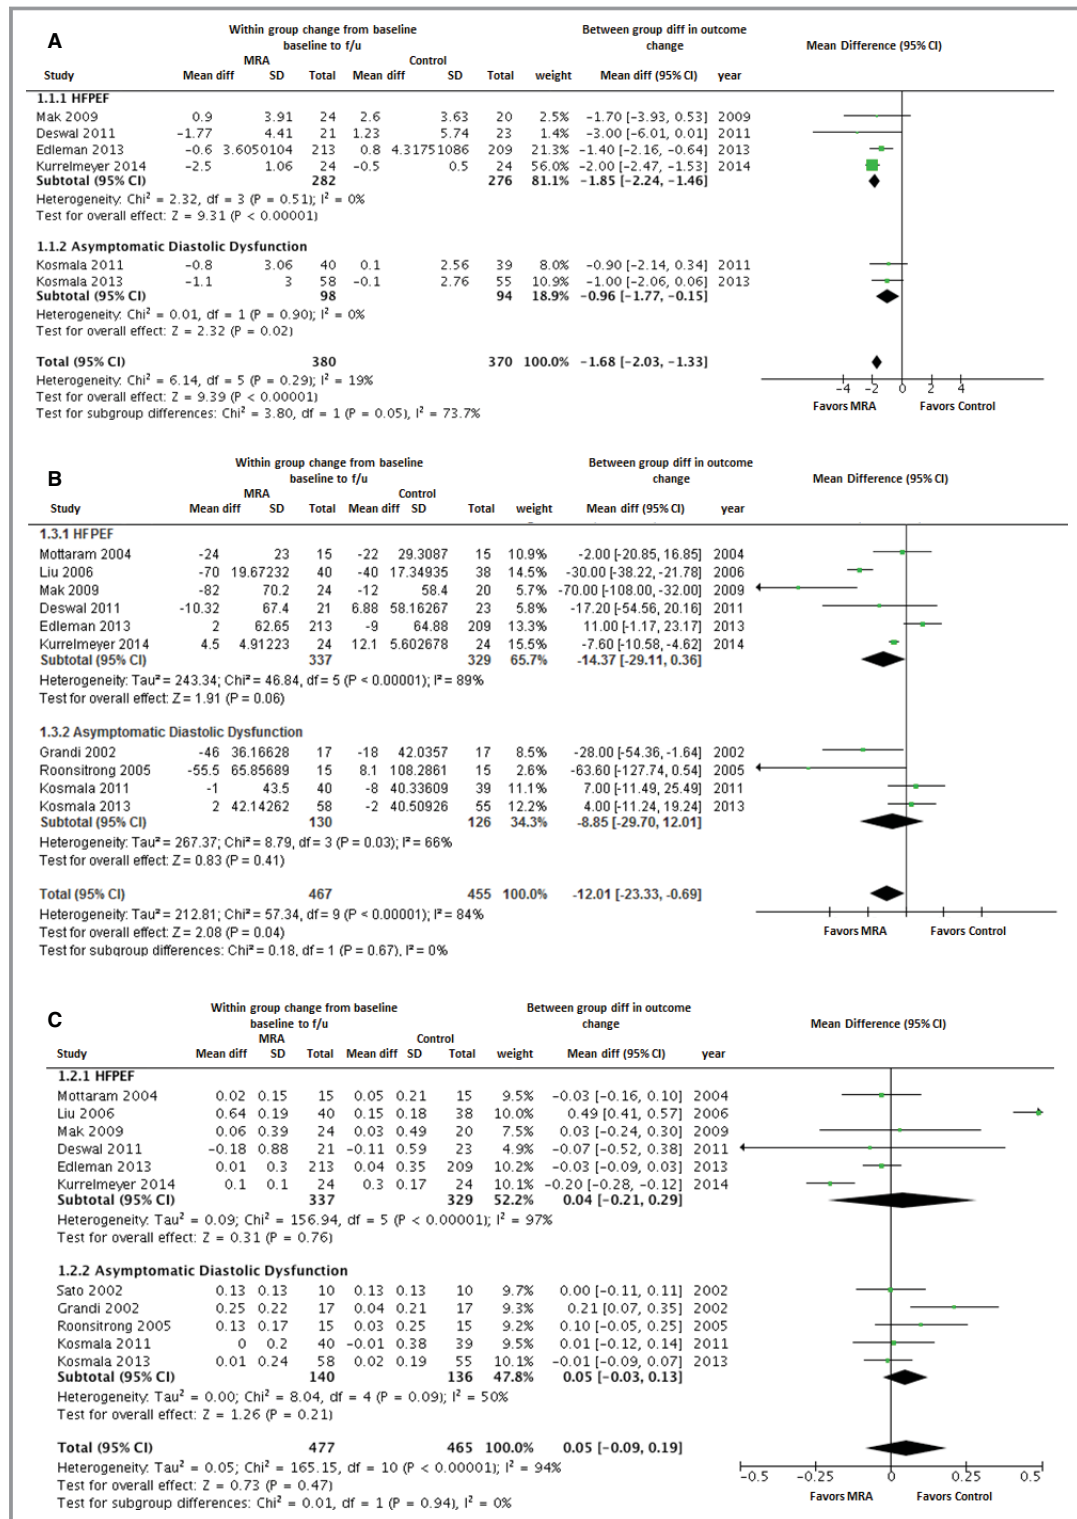 A
Within group change from baseline
baseline to f/u
Between group diff in outcome
change
Mean Difference (95% CI)
MRA Control
Study Mean diff SD Total Mean diff SD Total weight Mean diff (95% CI) year
1.1.1 HFPEF
Mak 2009 0.9 3.91 24 2.6 3.63 20 2.5% −1.70 [−3.93, 0.53] 2009
Deswal 2011 −1.77 4.41 21 1.23 5.74 23 1.4% −3.00 [−6.01, 0.01] 2011
Edleman 2013 −0.6 3.6050104 213 0.8 4.31751086 209 21.3% −1.40 [−2.16, −0.64] 2013
Kurrelmeyer 2014 −2.5 1.06 24 −0.5 0.5 24 56.0% −2.00 [−2.47, −1.53] 2014
Subtotal (95% CI) 282 276 81.1% −1.85 [−2.24, −1.46]
Heterogeneity: Chi² = 2.32, df = 3 (P = 0.51); I² = 0%
Test for overall effect: Z = 9.31 (P < 0.00001)
1.1.2 Asymptomatic Diastolic Dysfunction
Kosmala 2011 −0.8 3.06 40 0.1 2.56 39 8.0% −0.90 [−2.14, 0.34] 2011
Kosmala 2013 −1.1 3 58 −0.1 2.76 55 10.9% −1.00 [−2.06, 0.06] 2013
Subtotal (95% CI) 98 94 18.9% −0.96 [−1.77, −0.15]
Heterogeneity: Chi² = 0.01, df = 1 (P = 0.90); I² = 0%
Test for overall effect: Z = 2.32 (P = 0.02)
Total (95% CI) 380 370 100.0% −1.68 [−2.03, −1.33]
Heterogeneity: Chi² = 6.14, df = 5 (P = 0.29); I² = 19%
Test for overall effect: Z = 9.39 (P < 0.00001)
Test for subgroup differences: Chi² = 3.80, df = 1 (P = 0.05), I² = 73.7%
−4 −2 0 2 4
Favors MRA Favors Control
B
Within group change from baseline
baseline to f/u
Between group diff in outcome
change
Mean Difference (95% CI)
MRA Control
Study Mean diff SD Total Mean diff SD Total weight Mean diff (95% CI) year
1.3.1 HFPEF
Mottaram 2004 -24 23 15 -22 29.3087 15 10.9% -2.00 [-20.85, 16.85] 2004
Liu 2006 -70 19.67232 40 -40 17.34935 38 14.5% -30.00 [-38.22, -21.78] 2006
Mak 2009 -82 70.2 24 -12 58.4 20 5.7% -70.00 [-108.00, -32.00] 2009
Deswal 2011 -10.32 67.4 21 6.88 58.16267 23 5.8% -17.20 [-54.56, 20.16] 2011
Edleman 2013 2 62.65 213 -9 64.88 209 13.3% 11.00 [-1.17, 23.17] 2013
Kurrelmeyer 2014 4.5 4.91223 24 12.1 5.602678 24 15.5% -7.60 [-10.58, -4.62] 2014
Subtotal (95% CI) 337 329 65.7% -14.37 [-29.11, 0.36]
Heterogeneity: Tau² = 243.34; Chi² = 46.84, df = 5 (P < 0.00001); I² = 89%
Test for overall effect: Z = 1.91 (P = 0.06)
1.3.2 Asymptomatic Diastolic Dysfunction
Grandi 2002 -46 36.16628 17 -18 42.0357 17 8.5% -28.00 [-54.36, -1.64] 2002
Roonsitrong 2005 -55.5 65.85689 15 8.1 108.2861 15 2.6% -63.60 [-127.74, 0.54] 2005
Kosmala 2011 -1 43.5 40 -8 40.33609 39 11.1% 7.00 [-11.49, 25.49] 2011
Kosmala 2013 2 42.14262 58 -2 40.50926 55 12.2% 4.00 [-11.24, 19.24] 2013
Subtotal (95% CI) 130 126 34.3% -8.85 [-29.70, 12.01]
Heterogeneity: Tau² = 267.37; Chi² = 8.79, df = 3 (P = 0.03); I² = 66%
Test for overall effect: Z = 0.83 (P = 0.41)
Total (95% CI) 467 455 100.0% -12.01 [-23.33, -0.69]
Heterogeneity: Tau² = 212.81; Chi² = 57.34, df = 9 (P < 0.00001); I² = 84%
Test for overall effect: Z = 2.08 (P = 0.04)
Test for subgroup differences: Chi² = 0.18, df = 1 (P = 0.67), I² = 0%
Favors MRA Favors Control
C
Within group change from baseline
baseline to f/u
Between group diff in outcome
change
Mean Difference (95% CI)
MRA Control
Study Mean diff SD Total Mean diff SD Total weight Mean diff (95% CI) year
1.2.1 HFPEF
Mottaram 2004 0.02 0.15 15 0.05 0.21 15 9.5% −0.03 [−0.16, 0.10] 2004
Liu 2006 0.64 0.19 40 0.15 0.18 38 10.0% 0.49 [0.41, 0.57] 2006
Mak 2009 0.06 0.39 24 0.03 0.49 20 7.5% 0.03 [−0.24, 0.30] 2009
Deswal 2011 −0.18 0.88 21 −0.11 0.59 23 4.9% −0.07 [−0.52, 0.38] 2011
Edleman 2013 0.01 0.3 213 0.04 0.35 209 10.2% −0.03 [−0.09, 0.03] 2013
Kurrelmeyer 2014 0.1 0.1 24 0.3 0.17 24 10.1% −0.20 [−0.28, −0.12] 2014
Subtotal (95% CI) 337 329 52.2% 0.04 [−0.21, 0.29]
Heterogeneity: Tau² = 0.09; Chi² = 156.94, df = 5 (P < 0.00001); I² = 97%
Test for overall effect: Z = 0.31 (P = 0.76)
1.2.2 Asymptomatic Diastolic Dysfunction
Sato 2002 0.13 0.13 10 0.13 0.13 10 9.7% 0.00 [−0.11, 0.11] 2002
Grandi 2002 0.25 0.22 17 0.04 0.21 17 9.3% 0.21 [0.07, 0.35] 2002
Roonsitrong 2005 0.13 0.17 15 0.03 0.25 15 9.2% 0.10 [−0.05, 0.25] 2005
Kosmala 2011 0 0.2 40 −0.01 0.38 39 9.5% 0.01 [−0.12, 0.14] 2011
Kosmala 2013 0.01 0.24 58 0.02 0.19 55 10.1% −0.01 [−0.09, 0.07] 2013
Subtotal (95% CI) 140 136 47.8% 0.05 [−0.03, 0.13]
Heterogeneity: Tau² = 0.00; Chi² = 8.04, df = 4 (P = 0.09); I² = 50%
Test for overall effect: Z = 1.26 (P = 0.21)
Total (95% CI) 477 465 100.0% 0.05 [−0.09, 0.19]
Heterogeneity: Tau² = 0.05; Chi² = 165.15, df = 10 (P < 0.00001); I² = 94%
Test for overall effect: Z = 0.73 (P = 0.47)
Test for subgroup differences: Chi² = 0.01, df = 1 (P = 0.94), I² = 0%
−0.5 −0.25 0 0.25 0.5
Favors MRA Favors Control